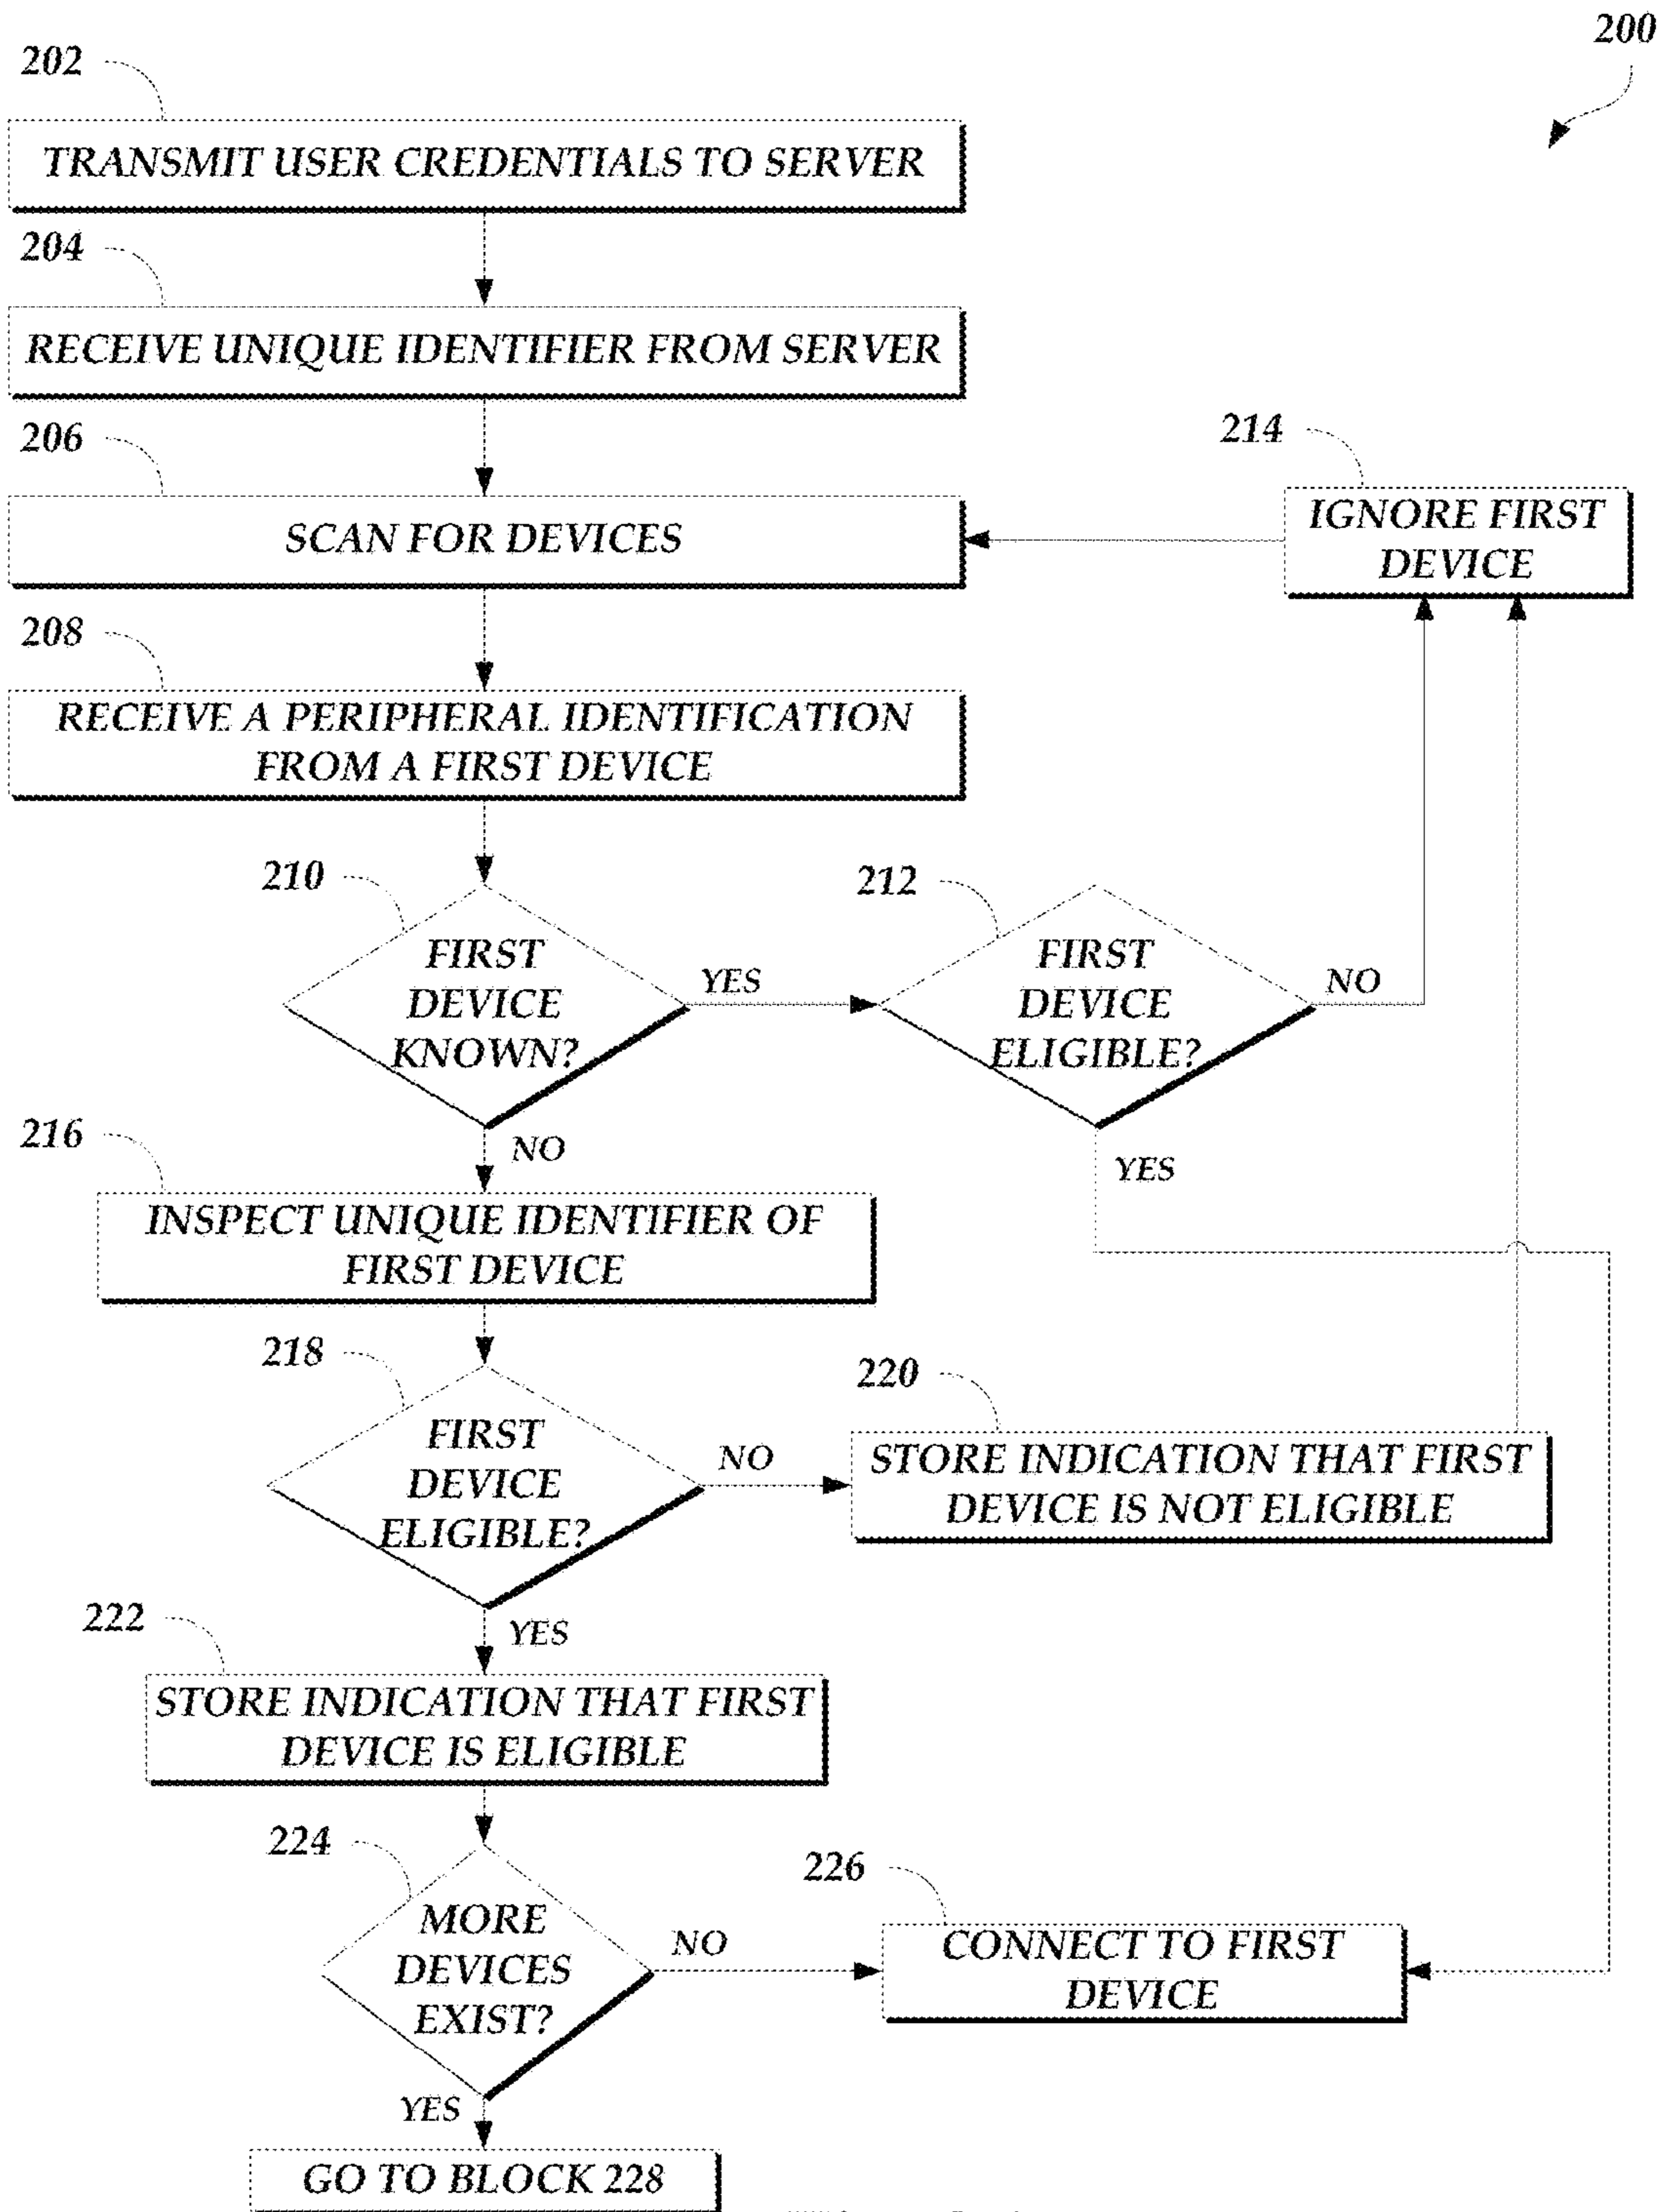 200
202
TRANSMIT USER CREDENTIALS TO SERVER
204
RECEIVE UNIQUE IDENTIFIER FROM SERVER
206
SCAN FOR DEVICES
214
IGNORE FIRST
DEVICE
208
RECEIVE A PERIPHERAL IDENTIFICATION
FROM A FIRST DEVICE
210
FIRST
DEVICE
KNOWN?
YES
212
FIRST
DEVICE
ELIGIBLE?
NO
YES
NO
216
INSPECT UNIQUE IDENTIFIER OF
FIRST DEVICE
218
FIRST
DEVICE
ELIGIBLE?
NO
220
STORE INDICATION THAT FIRST
DEVICE IS NOT ELIGIBLE
YES
222
STORE INDICATION THAT FIRST
DEVICE IS ELIGIBLE
224
MORE
DEVICES
EXIST?
NO
226
CONNECT TO FIRST
DEVICE
YES
GO TO BLOCK 228